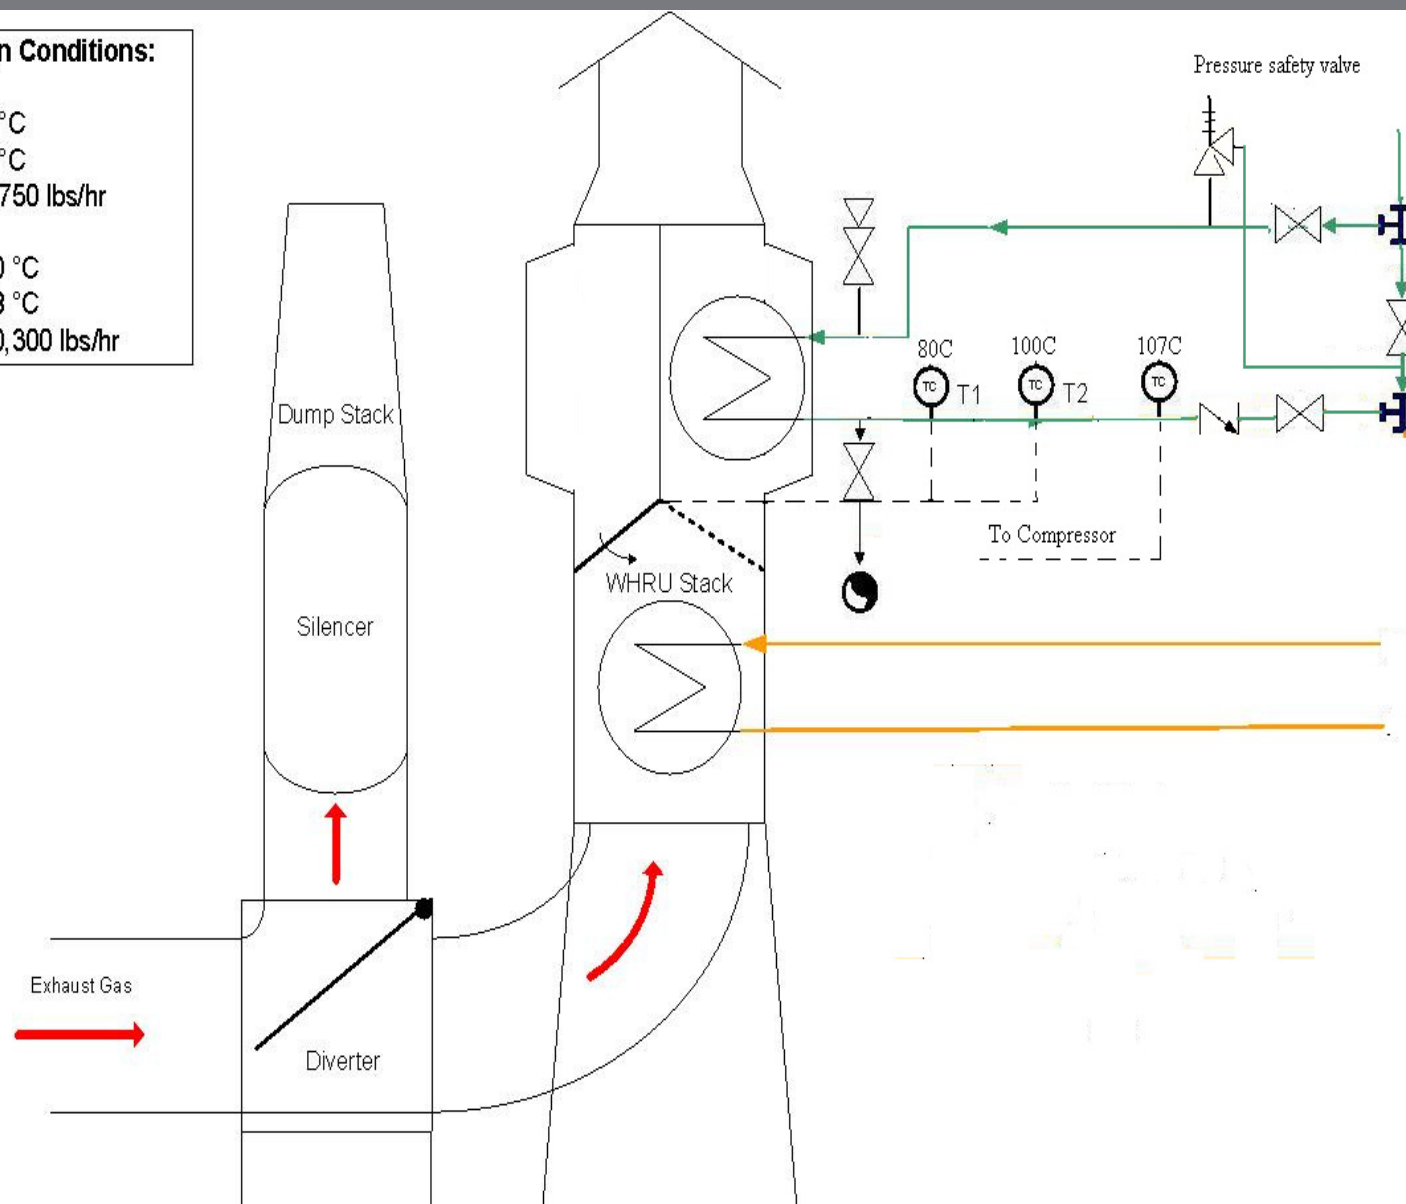 n Conditions:
°C
°C
750 lbs/hr
0 °C
3 °C
0,300 lbs/hr
Pressure safety valve
80C
100C
107C
TC
T1
TC
T2
TC
Dump Stack
To Compressor
WHRU Stack
Silencer
Exhaust Gas
Diverter